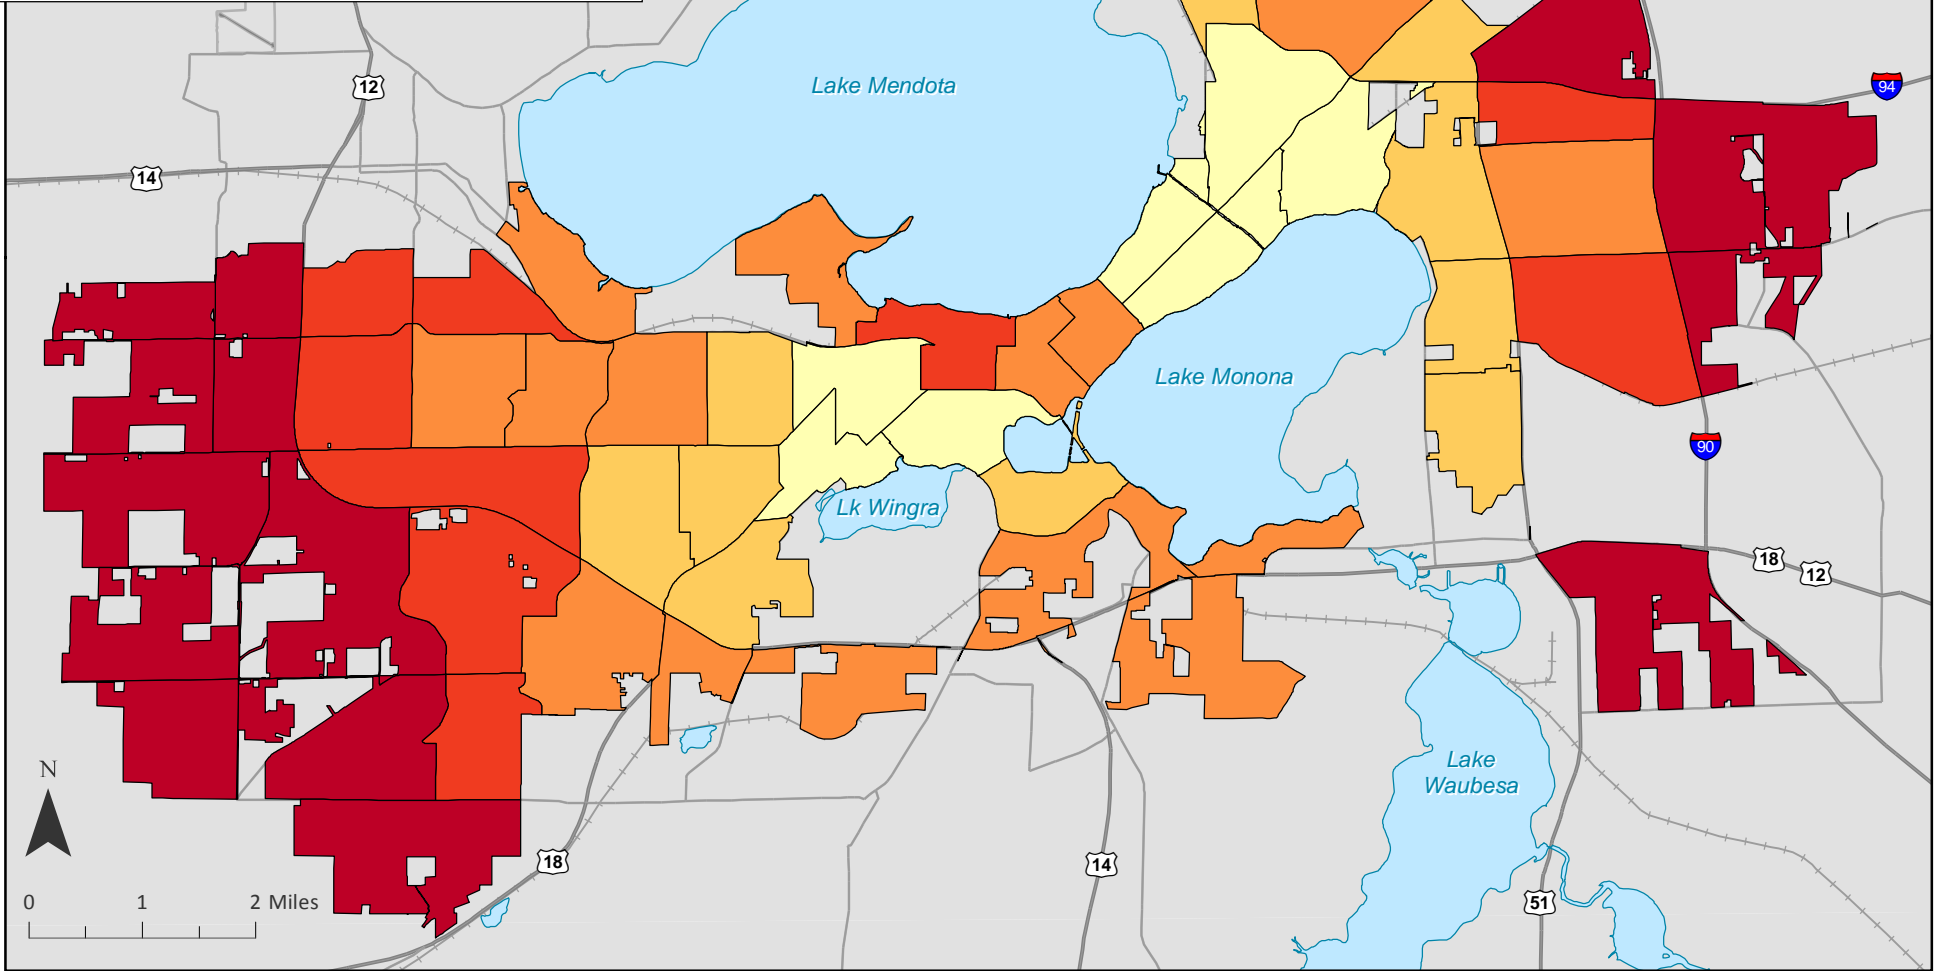 Lake Mendota
94
12
14
Lake Monona
90
Lk Wingra
18
12
Lake
Waubesa
N
18
14
0 1 2 Miles
51